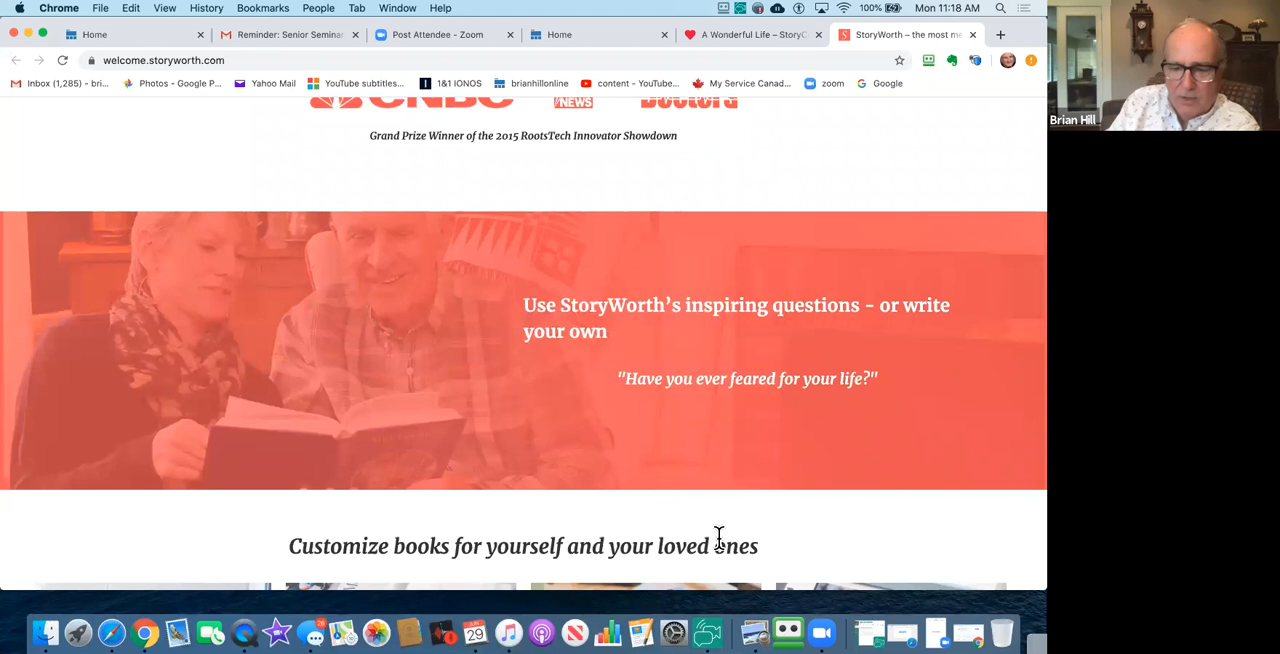 Chrome File Edit View History Bookmarks People Tab Window Help 100% Mon 11:18 AM
Home Reminder: Senior Semina Post Attendee - Zoom Home A Wonderful Life – StoryC StoryWorth – the most me
welcome.storyworth.com
Inbox (1,285) - bri... Photos - Google P... Yahoo Mail YouTube subtitles... 1&1 IONOS brianhillonline content - YouTube... My Service Canad... zoom Google
Brian Hill
CNBC NEWS
Grand Prize Winner of the 2015 RootsTech Innovator Showdown
Use StoryWorth's inspiring questions - or write
your own
"Have you ever feared for your life?"
Customize books for yourself and your loved ones
29